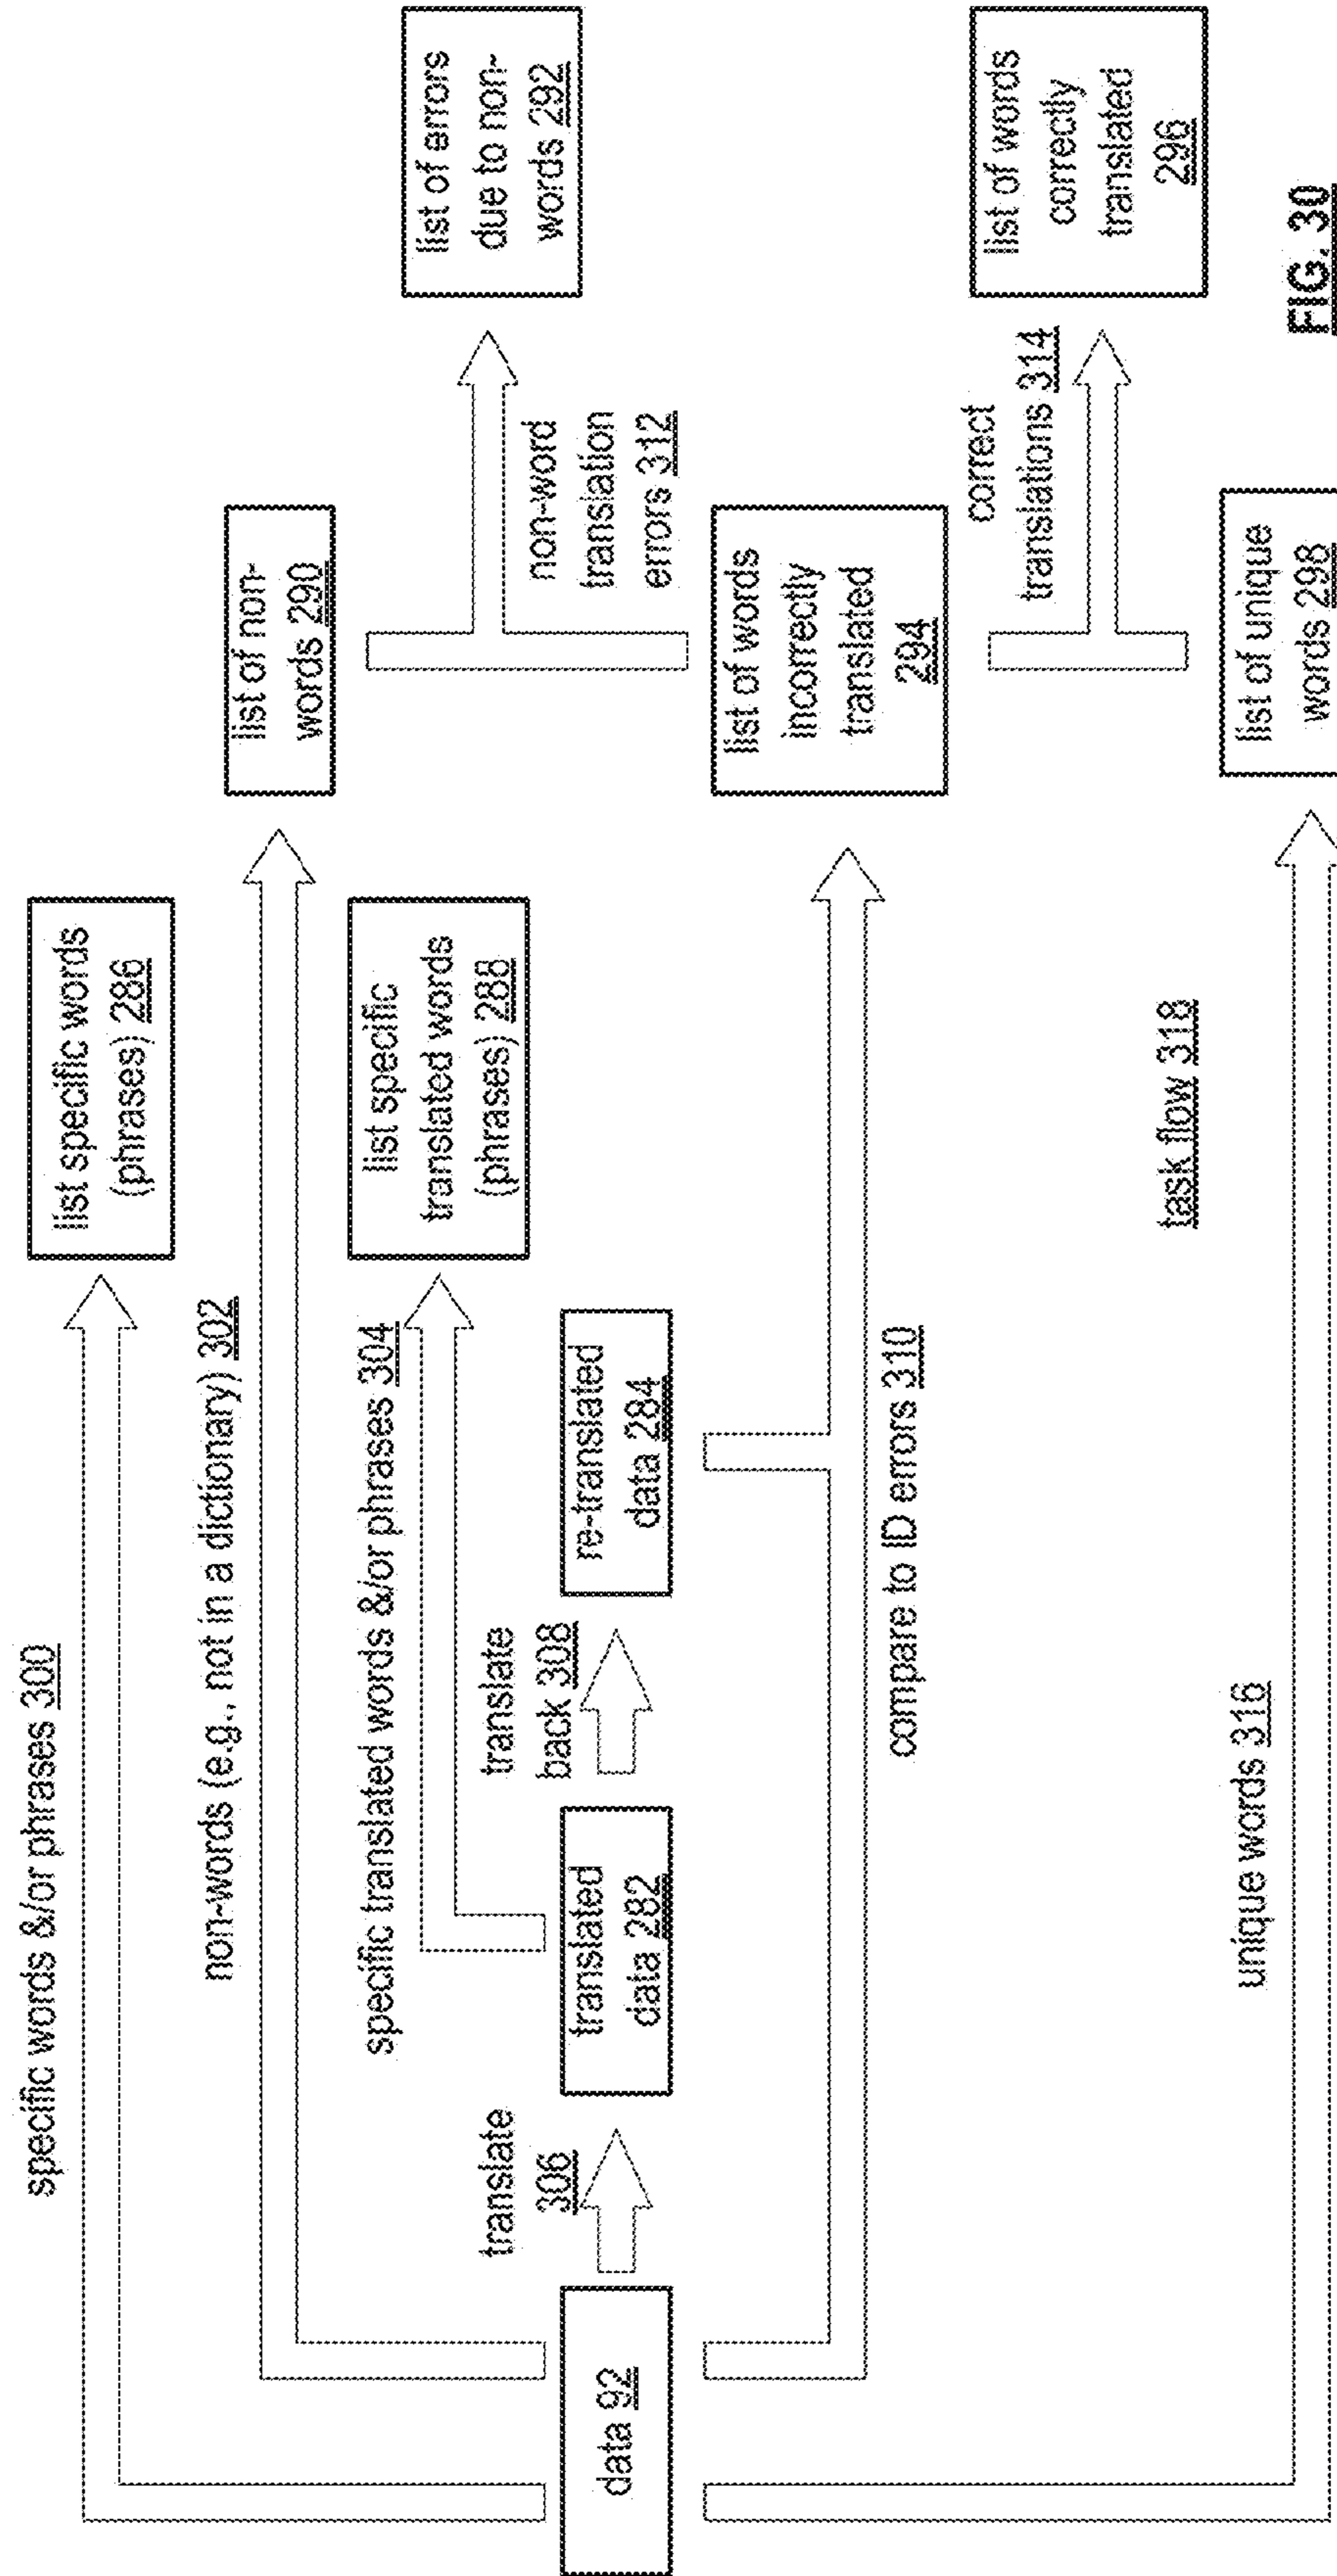 specific words &/or phrases 300
list specific words
(phrases) 286
non-words (e.g., not in a dictionary) 302
list of non-
words 290
specific translated words &/or phrases 304
list specific
translated words
(phrases) 288
list of errors
due to non-
words 292
non-word
translation
errors 312
translate
306
translate
back 308
data 92
translated
data 282
re-translated
data 284
list of words
incorrectly
translated
294
compare to ID errors 310
correct
translations 314
list of words
correctly
translated
296
task flow 318
unique words 316
list of unique
words 298
FIG. 30